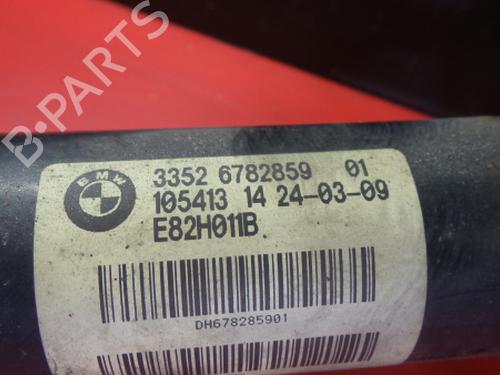 B-PARTS
BMW
3352 6782859 01
105413 14 24-03-09
E82H011B
DH678285901